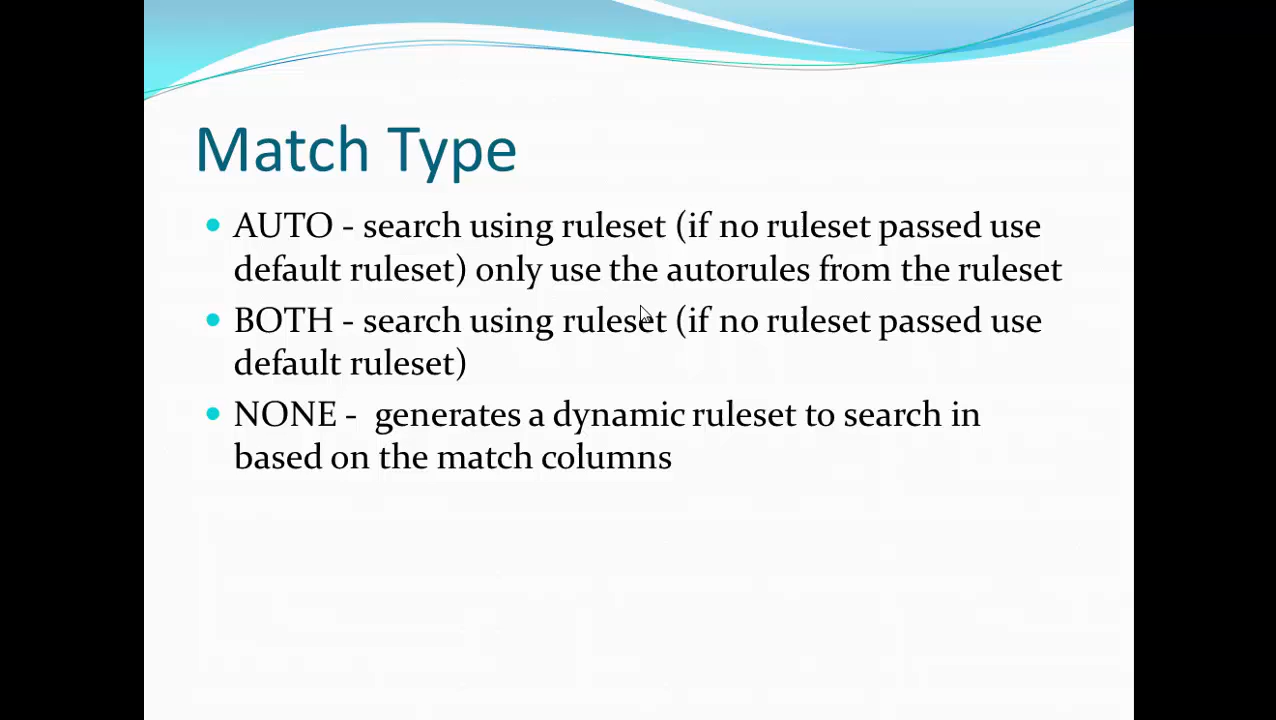 Match Type
AUTO - search using ruleset (if no ruleset passed use
default ruleset) only use the autorules from the ruleset
BOTH - search using ruleset (if no ruleset passed use
default ruleset)
NONE -  generates a dynamic ruleset to search in
based on the match columns